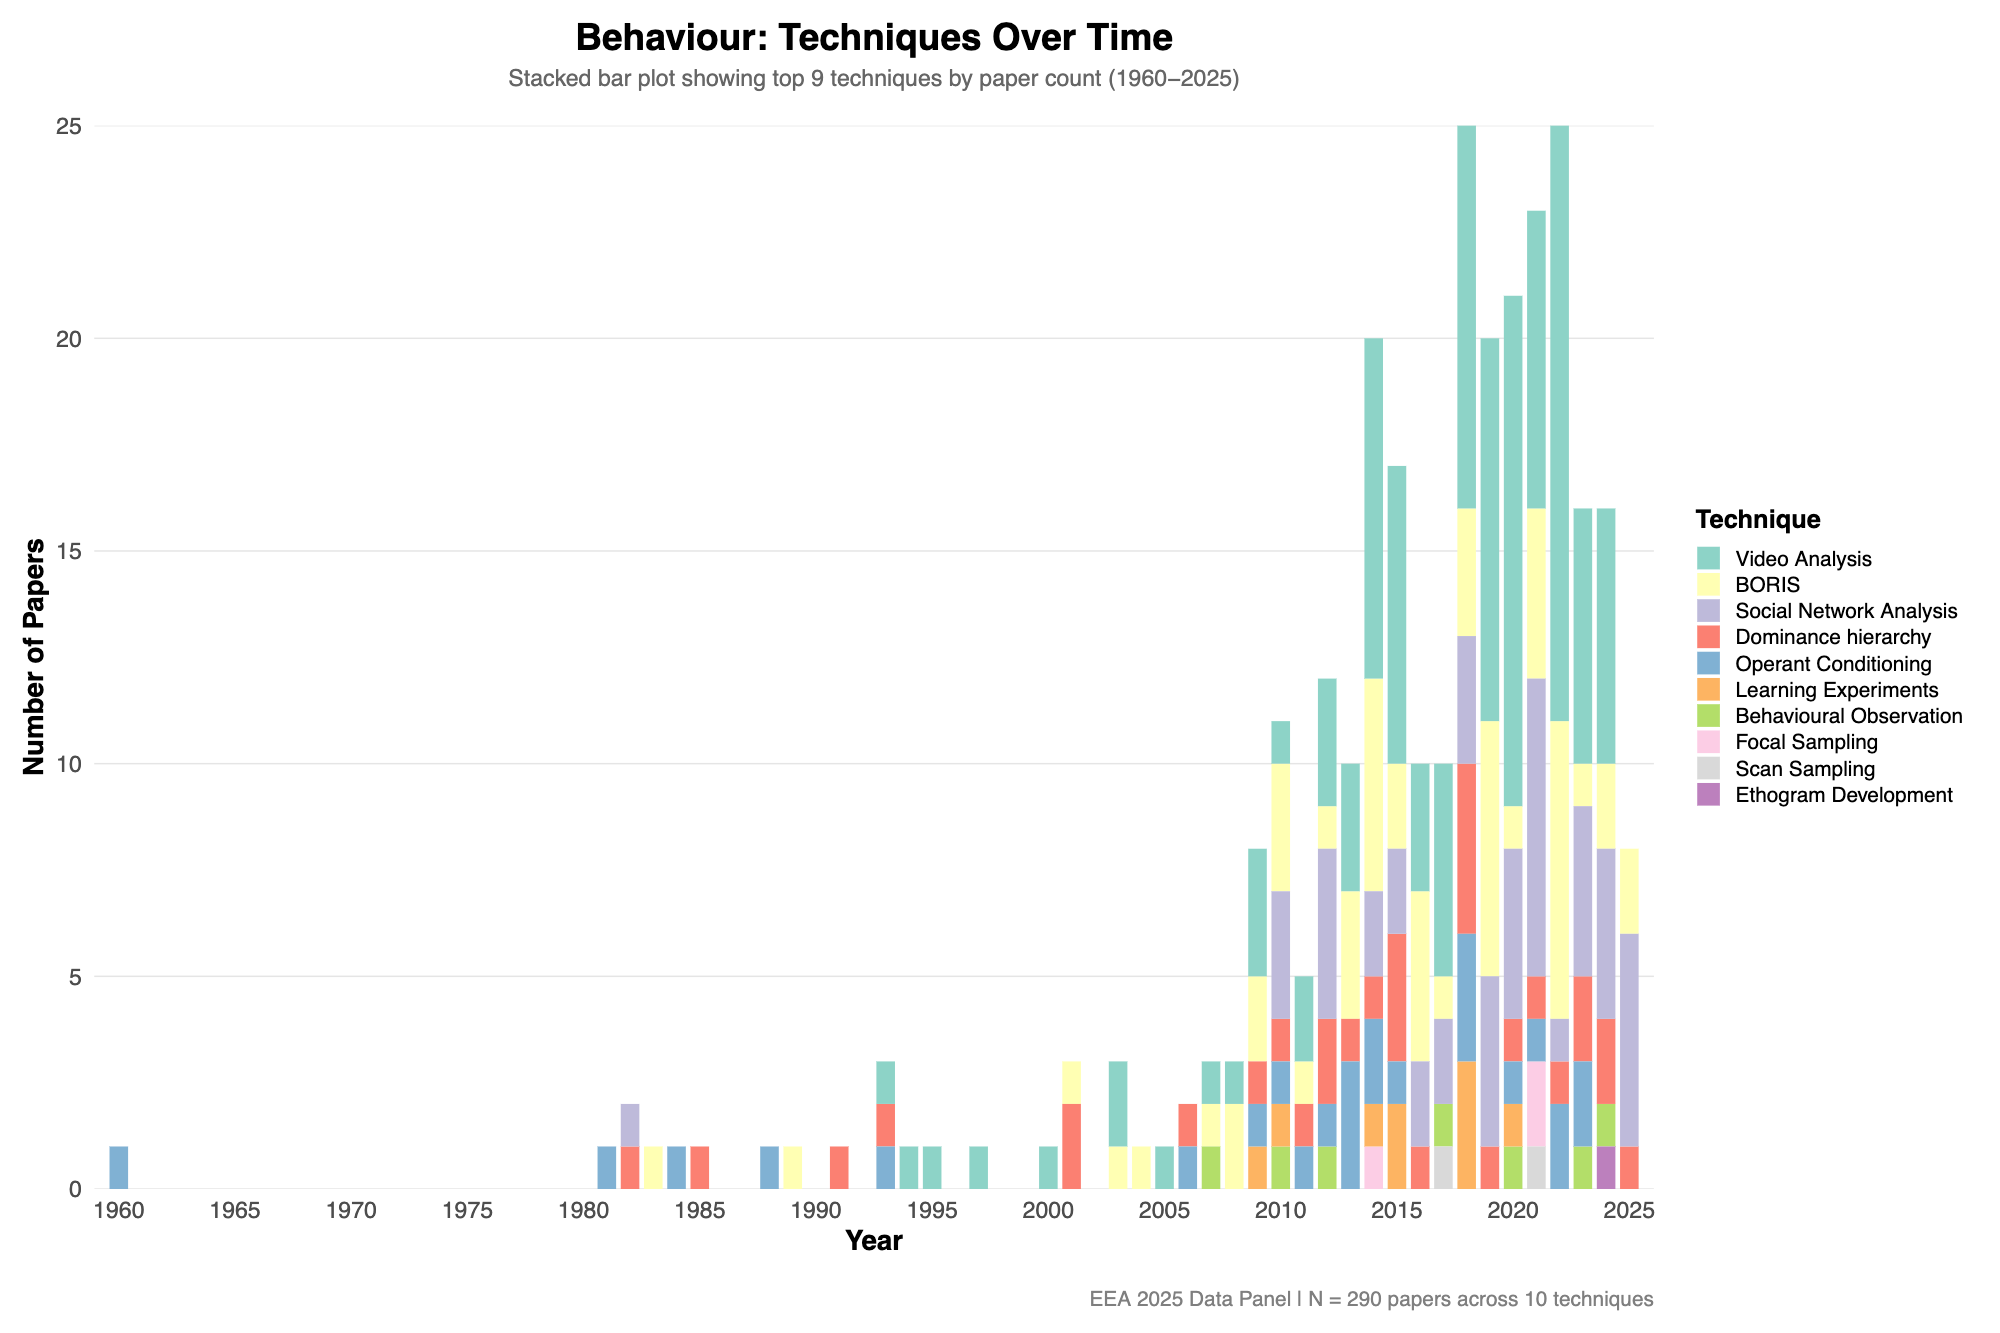 Behaviour: Techniques Over Time
Stacked bar plot showing top 9 techniques by paper count (1960–2025)
25
20
15
10
5
0
Number of Papers
1960 1965 1970 1975 1980 1985 1990 1995 2000 2005 2010 2015 2020 2025
Year
Technique
Video Analysis
BORIS
Social Network Analysis
Dominance hierarchy
Operant Conditioning
Learning Experiments
Behavioural Observation
Focal Sampling
Scan Sampling
Ethogram Development
EEA 2025 Data Panel | N = 290 papers across 10 techniques